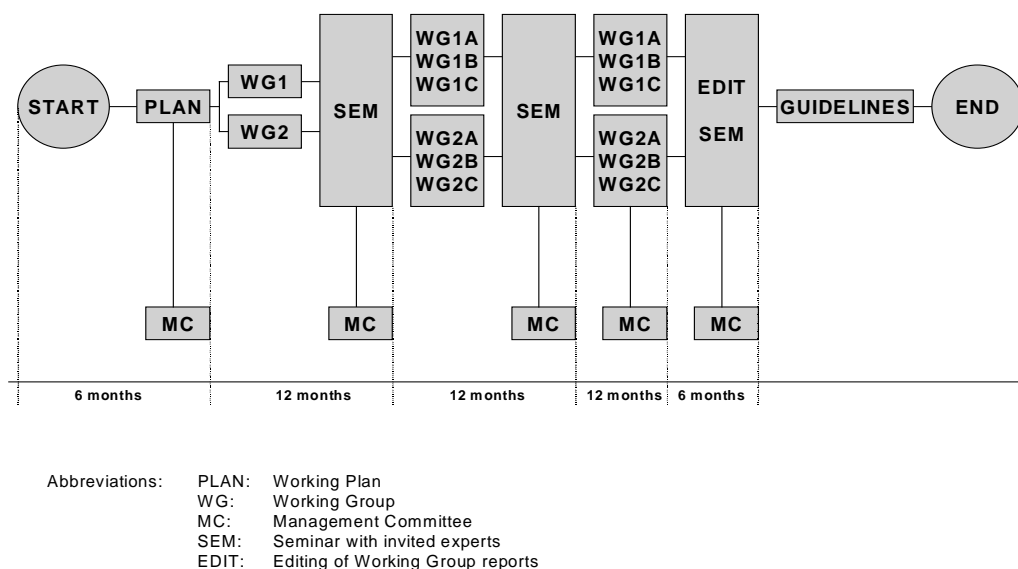 START
PLAN
WG1
WG2
SEM
WG1A
WG1B
WG1C
WG2A
WG2B
WG2C
SEM
WG1A
WG1B
WG1C
WG2A
WG2B
WG2C
EDIT
SEM
GUIDELINES
END
MC
MC
MC
MC
MC
6 months
12 months
12 months
12 months
6 months
Abbreviations: PLAN: Working Plan
WG: Working Group
MC: Management Committee
SEM: Seminar with invited experts
EDIT: Editing of Working Group reports